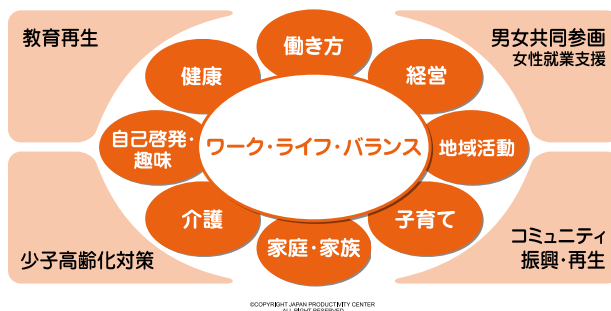 教育再生
働き方
男女共同参画
女性就業支援
健康
経営
自己啓発・
趣味
ワーク・ライフ・バランス
地域活動
介護
子育て
家庭・家族
少子高齢化対策
コミュニティ
振興・再生
©COPYRIGHT JAPAN PRODUCTIVITY CENTER
ALL RIGHT RESERVED